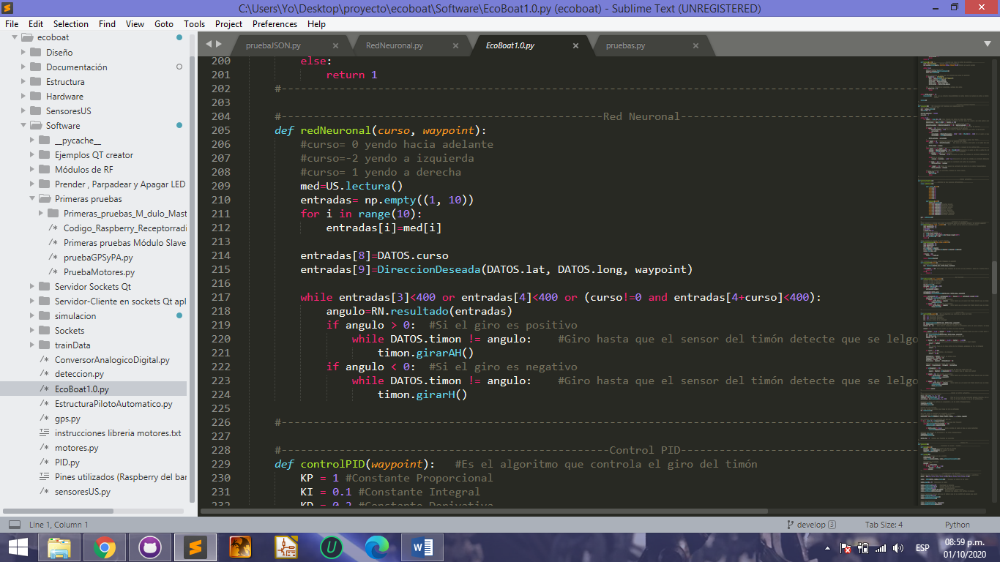 C:\Users\Yo\Desktop\proyecto\ecoboat\Software\EcoBoat1.0.py (ecoboat) - Sublime Text (UNREGISTERED)
File Edit Selection Find View Goto Tools Project Preferences Help
ecoboat
Diseño
Documentación
Estructura
Hardware
SensoresUS
Software
__pycache__
Ejemplos QT creator
Módulos de RF
Prender , Parpadear y Apagar LED
Primeras pruebas
Primeras_pruebas_M_dulo_Mast
Codigo_Raspberry_Receptorradi
Primeras pruebas Módulo Slave
pruebaGPSyPA.py
PruebaMotores.py
Servidor Sockets Qt
Servidor-Cliente en sockets Qt apl
simulacion
Sockets
trainData
ConversorAnalogicoDigital.py
deteccion.py
EcoBoat1.0.py
EstructuraPilotoAutomatico.py
gps.py
instrucciones libreria motores.txt
motores.py
PID.py
Pines utilizados (Raspberry del bar
sensoresUS.py
pruebaJSON.py RedNeuronal.py EcoBoat1.0.py pruebas.py
200 else:
201 return 1
202 #---------------------------------------------------------------------------------------------------
203
204 #--------------------------------------------------Red Neuronal-------------------------------------
205 def redNeuronal(curso, waypoint):
206 #curso= 0 yendo hacia adelante
207 #curso=-2 yendo a izquierda
208 #curso= 1 yendo a derecha
209 med=US.lectura()
210 entradas= np.empty((1, 10))
211 for i in range(10):
212 entradas[i]=med[i]
213
214 entradas[8]=DATOS.curso
215 entradas[9]=DireccionDeseada(DATOS.lat, DATOS.long, waypoint)
216
217 while entradas[3]<400 or entradas[4]<400 or (curso!=0 and entradas[4+curso]<400):
218 angulo=RN.resultado(entradas)
219 if angulo > 0: #Si el giro es positivo
220 while DATOS.timon != angulo: #Giro hasta que el sensor del timón detecte que se lelgo
221 timon.girarAH()
222 if angulo < 0: #Si el giro es negativo
223 while DATOS.timon != angulo: #Giro hasta que el sensor del timón detecte que se lelgo
224 timon.girarH()
225
226 #---------------------------------------------------------------------------------------------------
227
228 #---------------------------------------------------Control PID-------------------------------------
229 def controlPID(waypoint): #Es el algoritmo que controla el giro del timón
230 KP = 1 #Constante Proporcional
231 KI = 0.1 #Constante Integral
232 KD = 0.2 #Constante Derivativa
Line 1, Column 1 develop 3 Tab Size: 4 Python
ESP
08:59 p.m.
01/10/2020